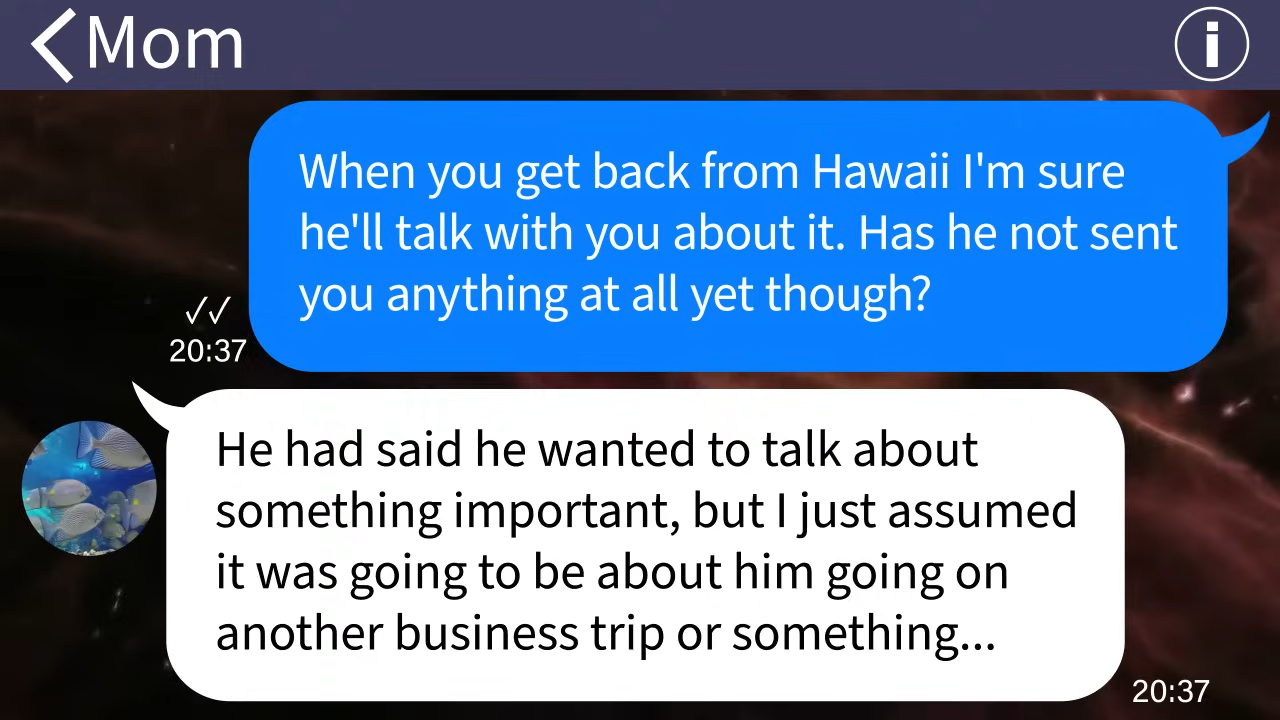 Mom
i
When you get back from Hawaii I'm sure
he'll talk with you about it. Has he not sent
you anything at all yet though?
✓✓
20:37
He had said he wanted to talk about
something important, but I just assumed
it was going to be about him going on
another business trip or something...
20:37